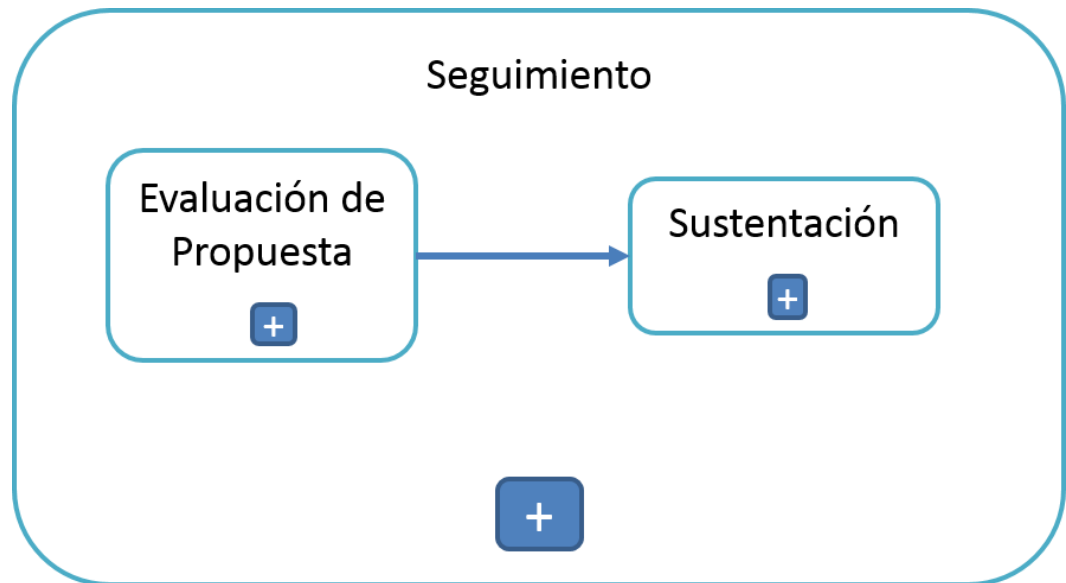 Seguimiento
Evaluación de
Propuesta
+
Sustentación
+
+